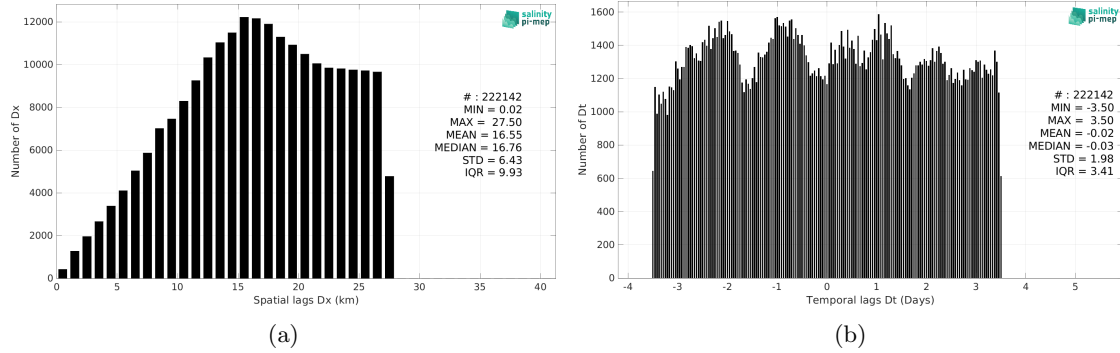 12000
10000
8000
6000
4000
2000
0
Number of Dx
0 5 10 15 20 25 30 35 40
Spatial lags Dx (km)
salinity
pi-mep
# : 222142
MIN = 0.02
MAX = 27.50
MEAN = 16.55
MEDIAN = 16.76
STD = 6.43
IQR = 9.93
(a)
1600
1400
1200
1000
800
600
400
200
0
Number of Dt
-4 -3 -2 -1 0 1 2 3 4 5
Temporal lags Dt (Days)
salinity
pi-mep
# : 222142
MIN = -3.50
MAX = 3.50
MEAN = -0.02
MEDIAN = -0.03
STD = 1.98
IQR = 3.41
(b)